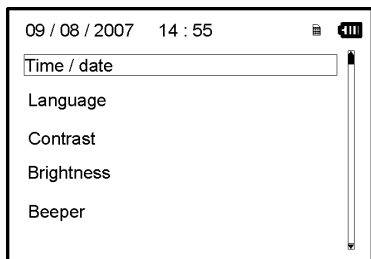 09 / 08 / 2007 14 : 55
Time / date
Language
Contrast
Brightness
Beeper